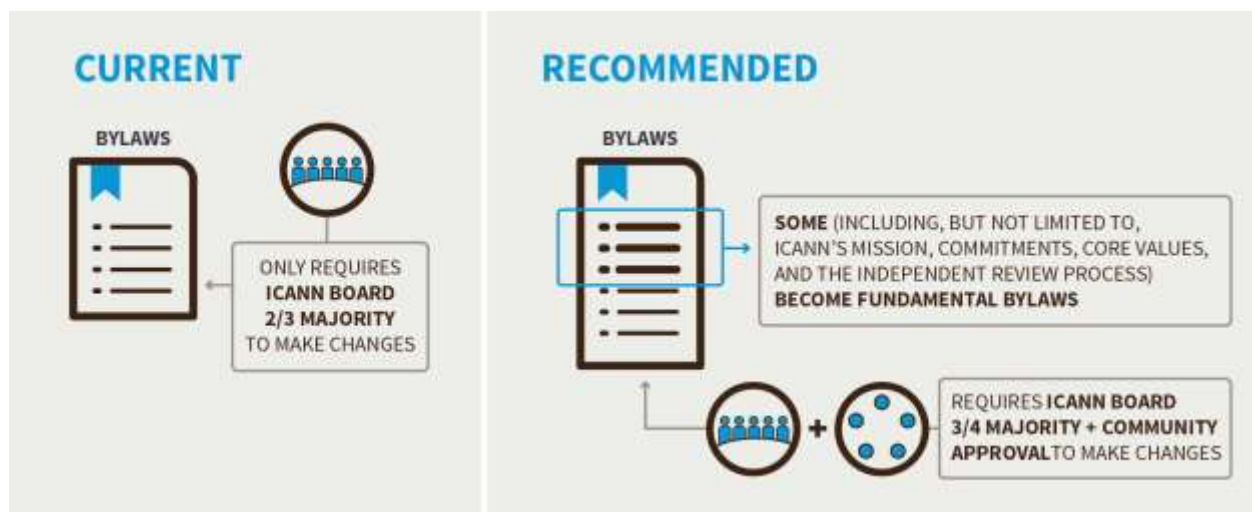 CURRENT
BYLAWS
ONLY REQUIRES
ICANN BOARD
2/3 MAJORITY
TO MAKE CHANGES
RECOMMENDED
BYLAWS
SOME (INCLUDING, BUT NOT LIMITED TO,
ICANN'S MISSION, COMMITMENTS, CORE VALUES,
AND THE INDEPENDENT REVIEW PROCESS)
BECOME FUNDAMENTAL BYLAWS
REQUIRES ICANN BOARD
3/4 MAJORITY + COMMUNITY
APPROVALTO MAKE CHANGES